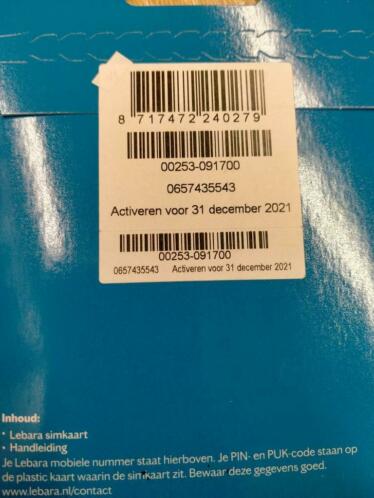 8 717472 240279
00253-091700
0657435543
Activeren voor 31 december 2021
00253-091700
0657435543 Activeren voor 31 december 2021
Inhoud:
• Lebara simkaart
• Handleiding
Je Lebara mobiele nummer staat hierboven. Je PIN- en PUK-code staan op
de plastic kaart waarin de simkaart zit. Bewaar deze gegevens goed.
www.lebara.nl/contact